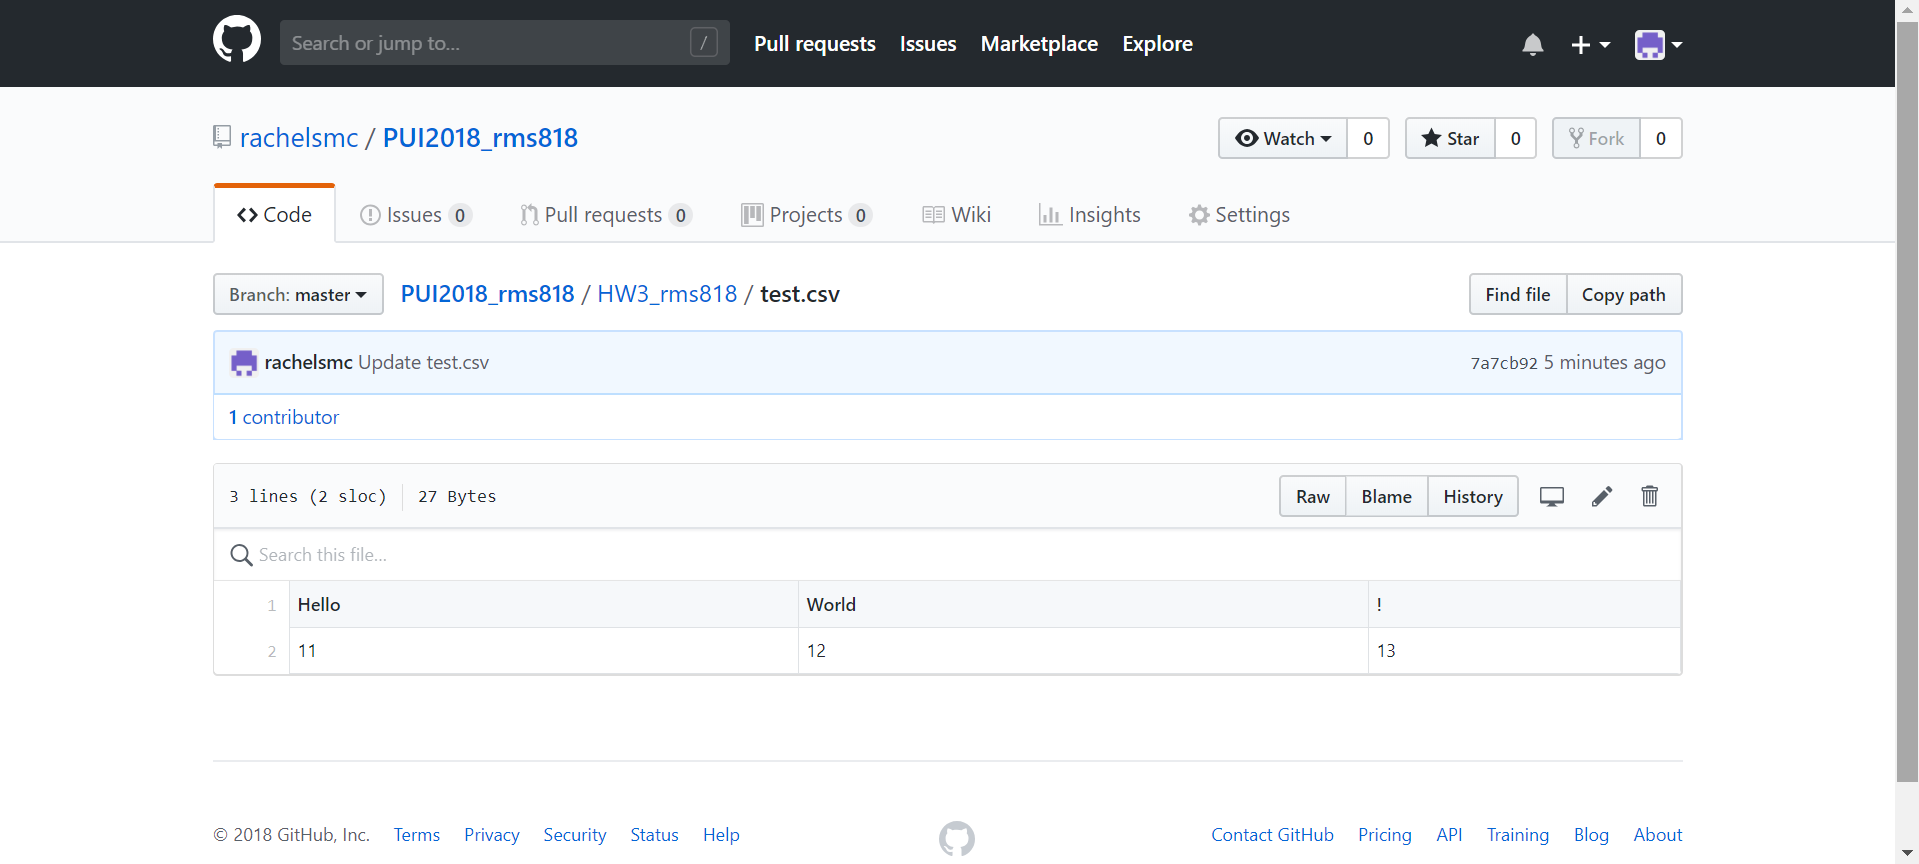 Search or jump to... / Pull requests Issues Marketplace Explore
rachelsmc / PUI2018_rms818 Watch 0 Star 0 Fork 0
Code Issues 0 Pull requests 0 Projects 0 Wiki Insights Settings
Branch: master PUI2018_rms818 / HW3_rms818 / test.csv Find file Copy path
rachelsmc Update test.csv 7a7cb92 5 minutes ago
1 contributor
3 lines (2 sloc) 27 Bytes Raw Blame History
Search this file...
1 Hello World !
2 11 12 13
© 2018 GitHub, Inc. Terms Privacy Security Status Help Contact GitHub Pricing API Training Blog About